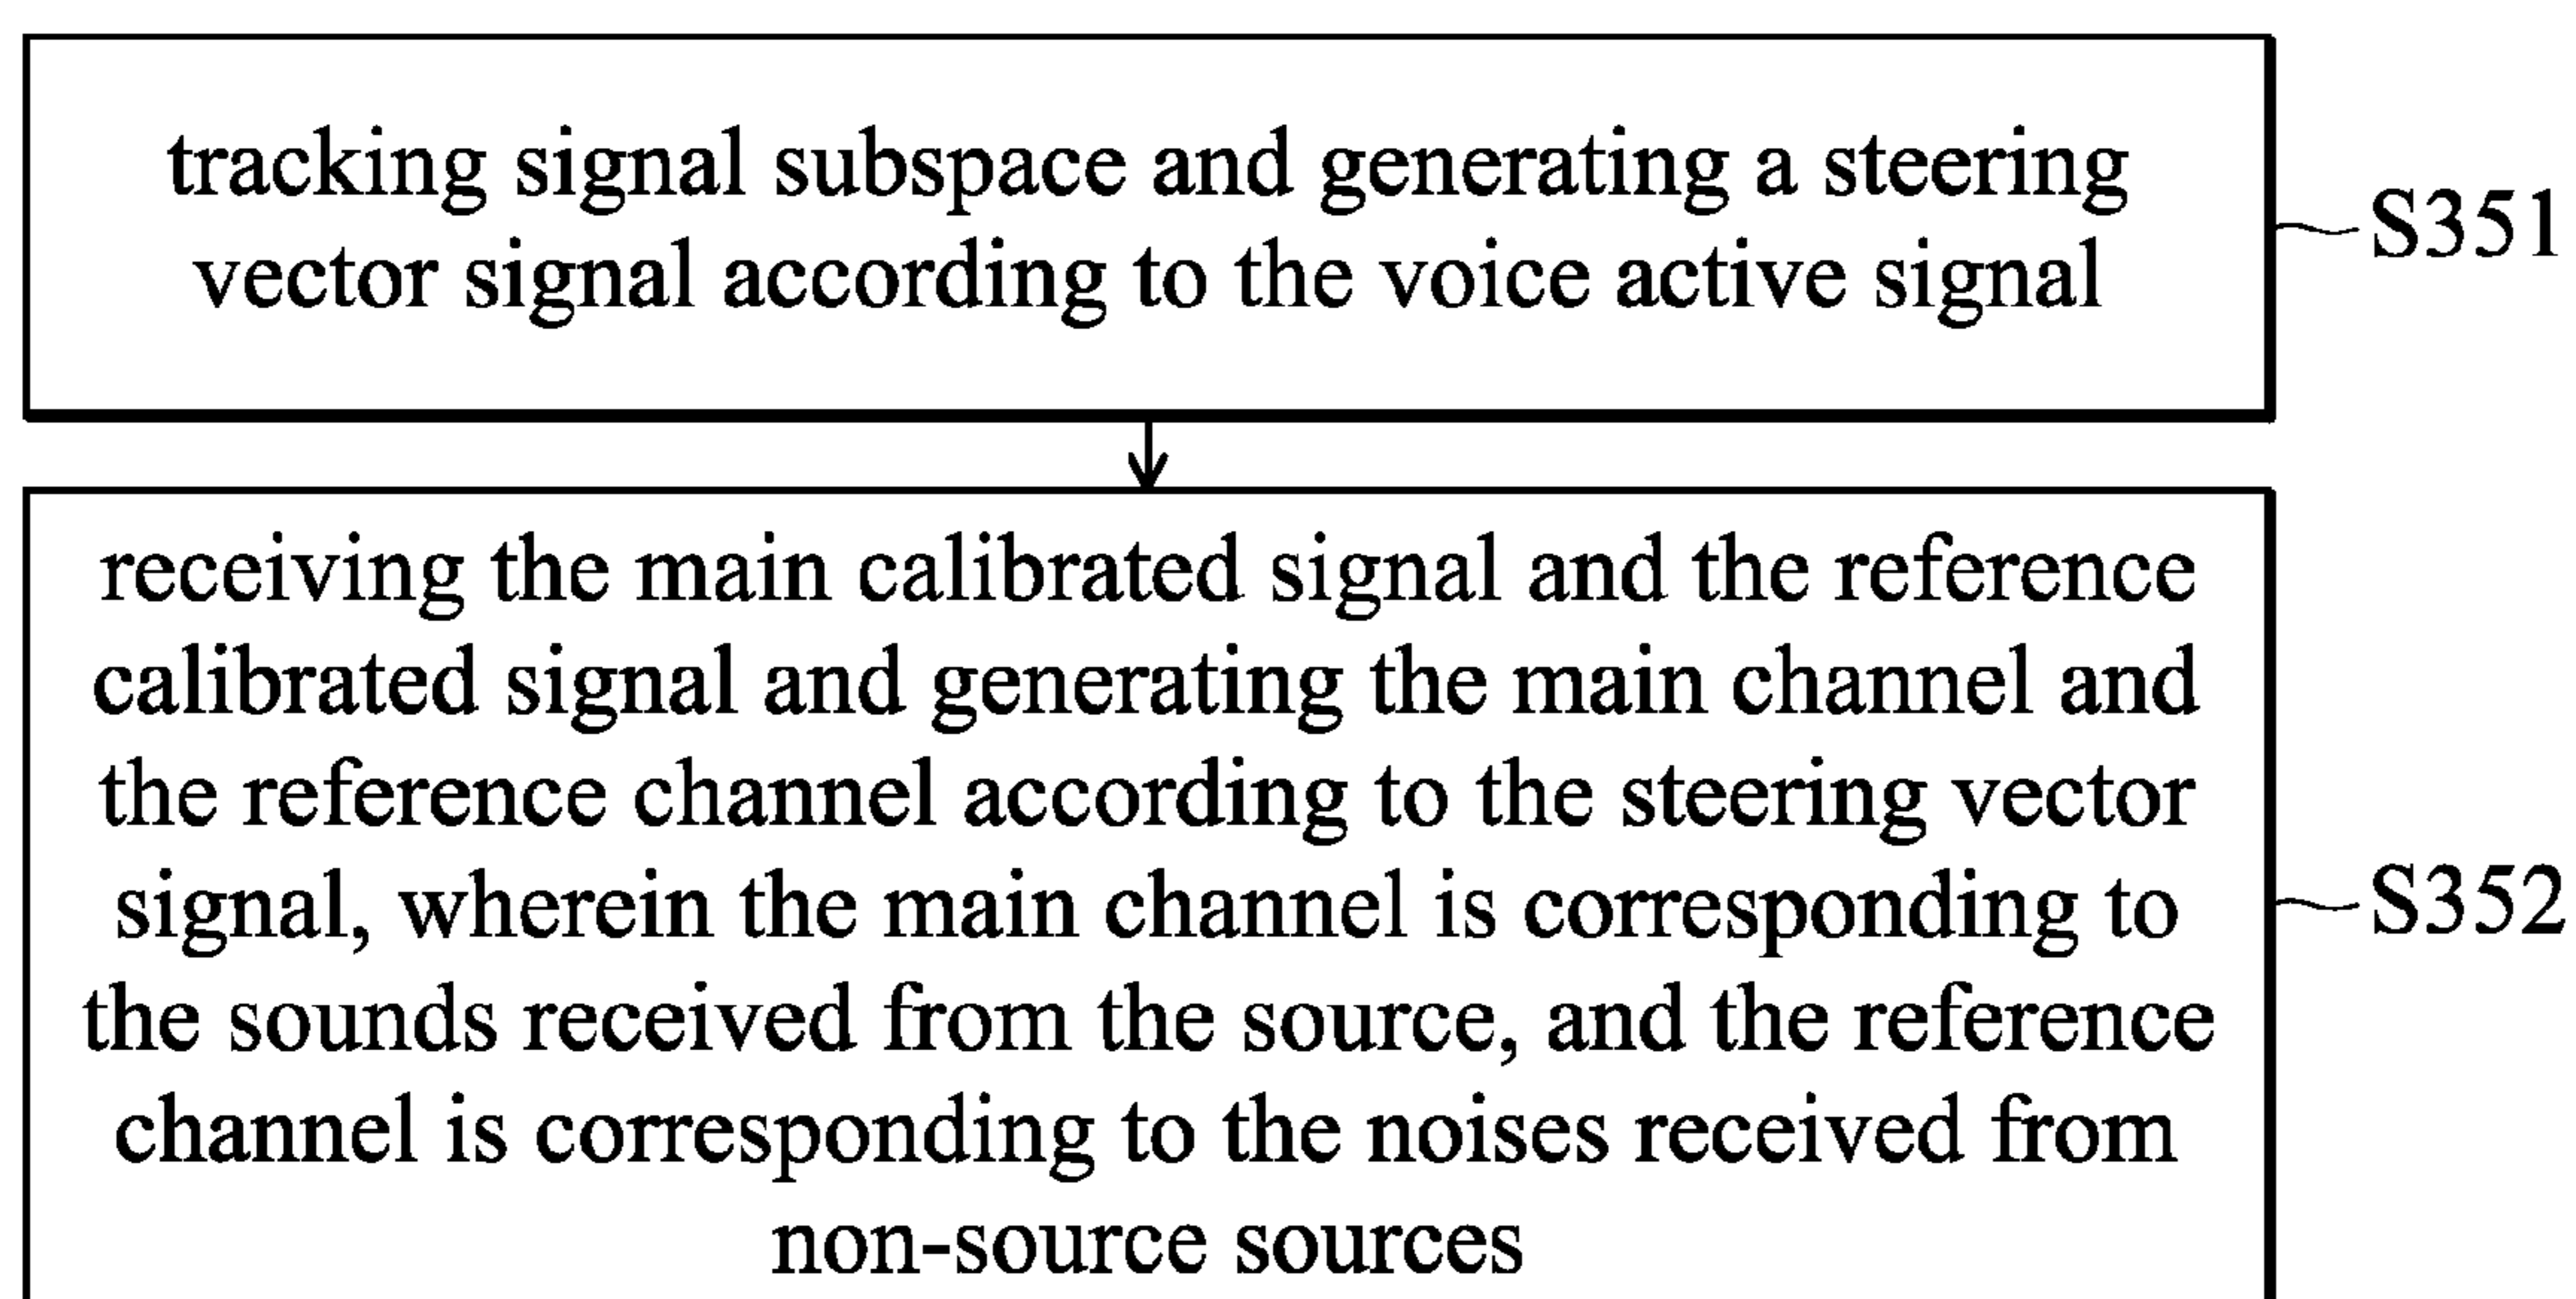 tracking signal subspace and generating a steering
vector signal according to the voice active signal
S351
receiving the main calibrated signal and the reference
calibrated signal and generating the main channel and
the reference channel according to the steering vector
signal, wherein the main channel is corresponding to
the sounds received from the source, and the reference
channel is corresponding to the noises received from
non-source sources
S352